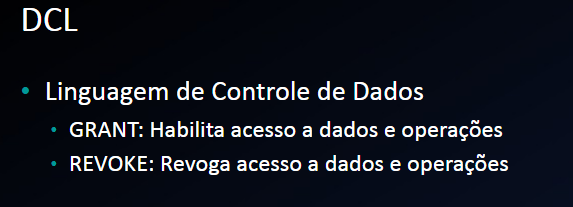 DCL
• Linguagem de Controle de Dados
• GRANT: Habilita acesso a dados e operações
• REVOKE: Revoga acesso a dados e operações